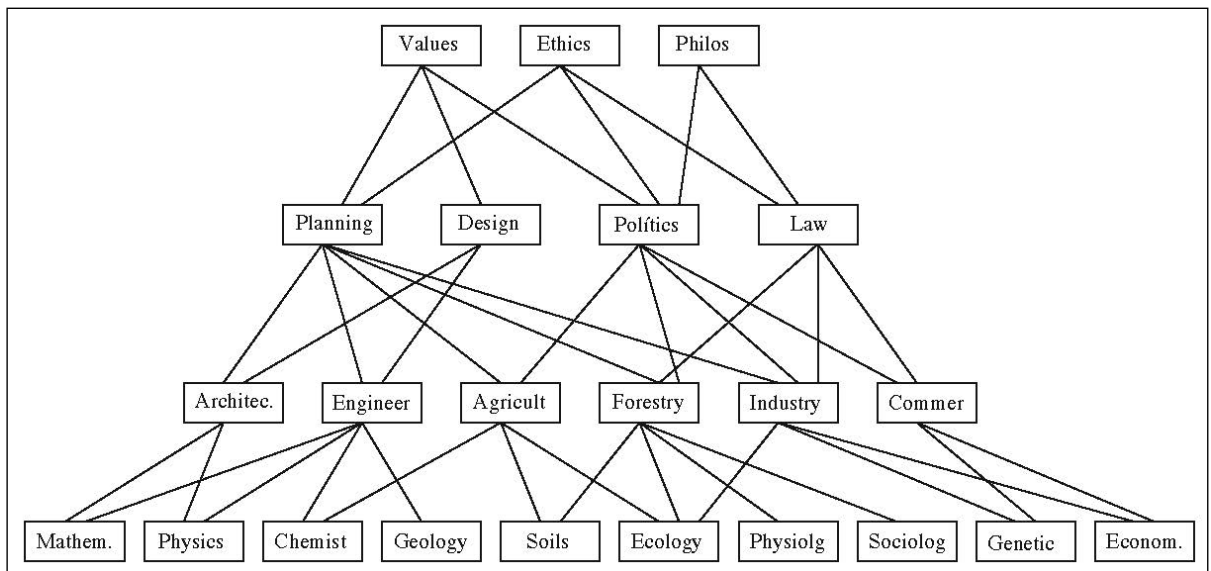 Values Ethics Philos
Planning Design Polítics Law
Architec. Engineer Agricult Forestry Industry Commer
Mathem. Physics Chemist Geology Soils Ecology Physiolg Sociolog Genetic Econom.